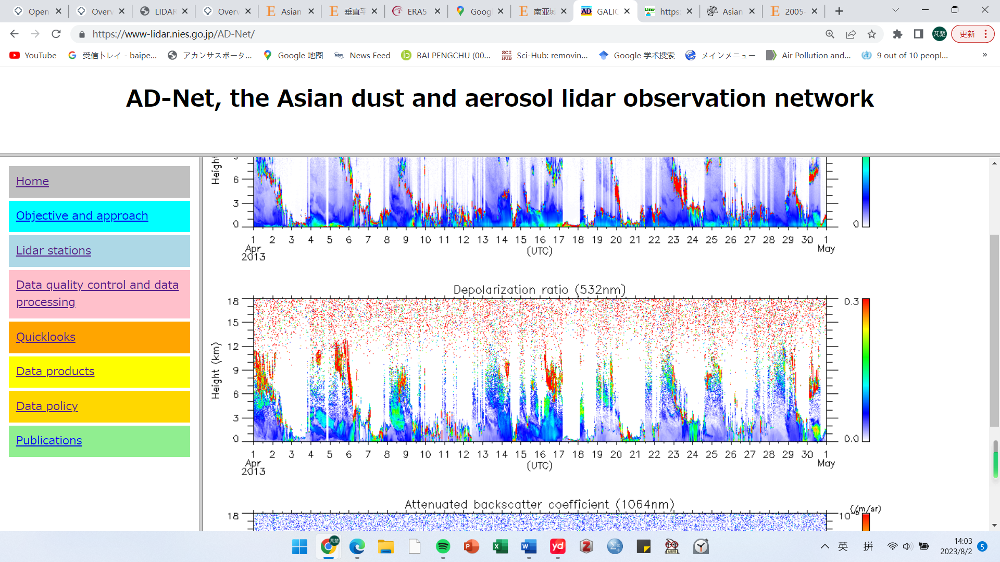 Open
Overv
LIDAR
Overv
Asian
垂直平
ERA5
Goog
南亚城
GALIC
https:
Asian
2005-
https://www-lidar.nies.go.jp/AD-Net/
芃楚
更新
YouTube
受信トレイ - baipe...
アカンサスポータ...
Google 地图
MDPI
News Feed
BAI PENGCHU (00...
SCI HUB
Sci-Hub: removin...
Google 学术搜索
メインメニュー
Air Pollution and...
9 out of 10 peopl...
»
AD-Net, the Asian dust and aerosol lidar observation network
Home
Objective and approach
Lidar stations
Data quality control and data
processing
Quicklooks
Data products
Data policy
Publications
Height
6
3
0
0
1 2 3 4 5 6 7 8 9 10 11 12 13 14 15 16 17 18 19 20 21 22 23 24 25 26 27 28 29 30 1
Apr
2013
(UTC)
May
Depolarization ratio (532nm)
Height (km)
18
15
12
9
6
3
0
0.3
0.0
1 2 3 4 5 6 7 8 9 10 11 12 13 14 15 16 17 18 19 20 21 22 23 24 25 26 27 28 29 30 1
Apr
2013
(UTC)
May
Attenuated backscatter coefficient (1064nm)
(/m/sr)
18
10-5
英
拼
14:03
2023/8/2
5